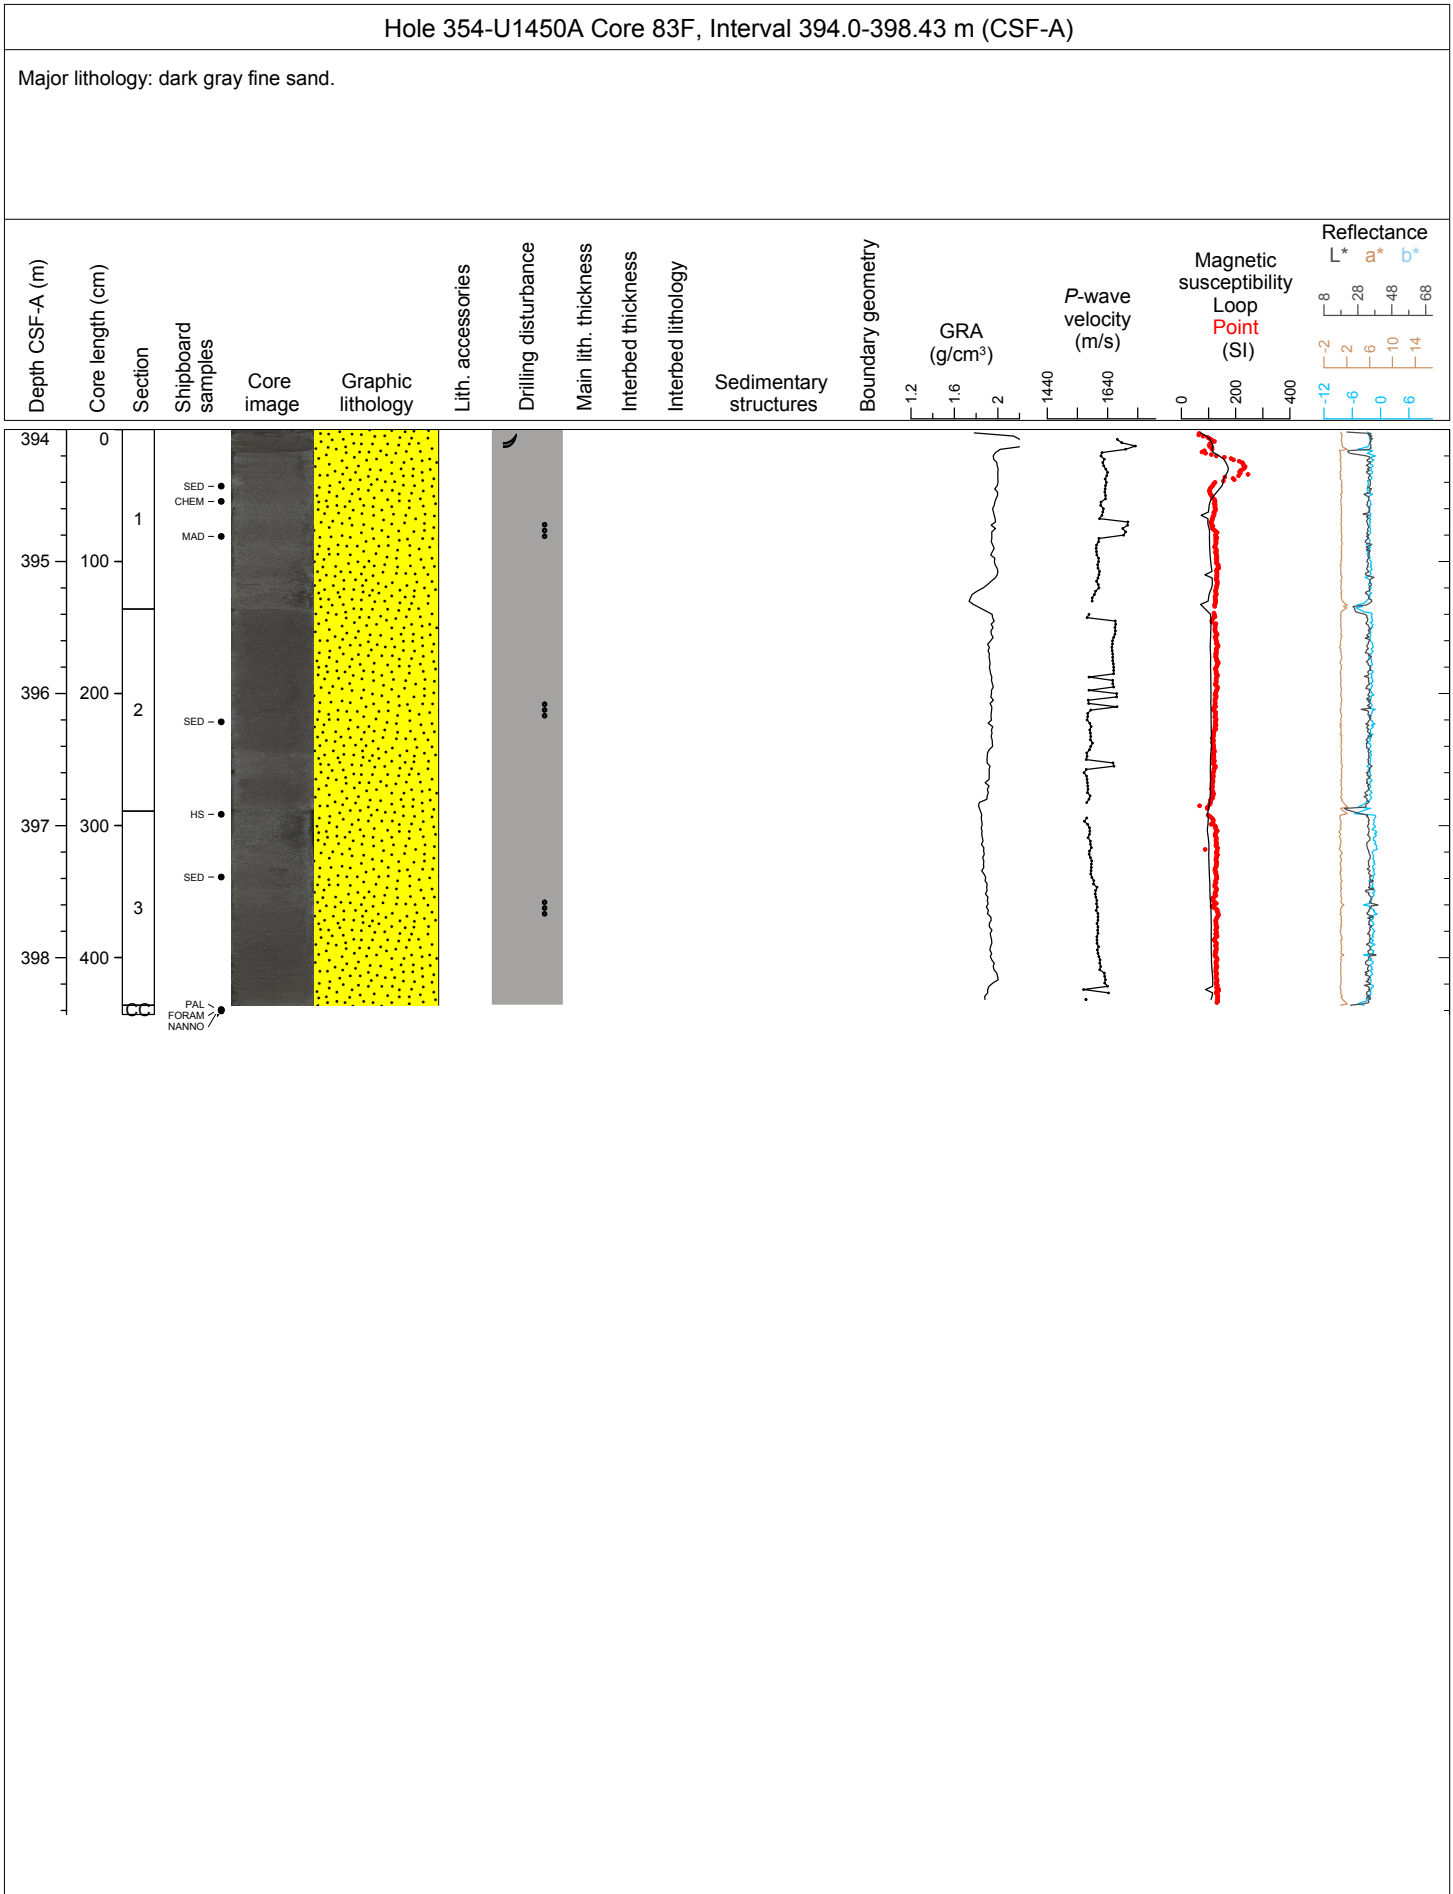 Hole 354-U1450A Core 83F, Interval 394.0-398.43 m (CSF-A)
Major lithology: dark gray fine sand.
Depth CSF-A (m)
Core length (cm)
Section
Shipboard
samples
Core
image
Graphic
lithology
Lith. accessories
Drilling disturbance
Main lith. thickness
Interbed thickness
Interbed lithology
Sedimentary
structures
Boundary geometry
GRA
(g/cm³)
1.2 1.6 2
P-wave
velocity
(m/s)
1440 1640
Magnetic
susceptibility
Loop
Point
(SI)
0 200 400
Reflectance
L* a* b*
8 28 48 68
-2 2 6 10 14
-12 -6 0 6
394 0
SED
CHEM
1
MAD
395 100
396 200
2
SED
HS
397 300
SED
3
398 400
CC
PAL
FORAM
NANNO